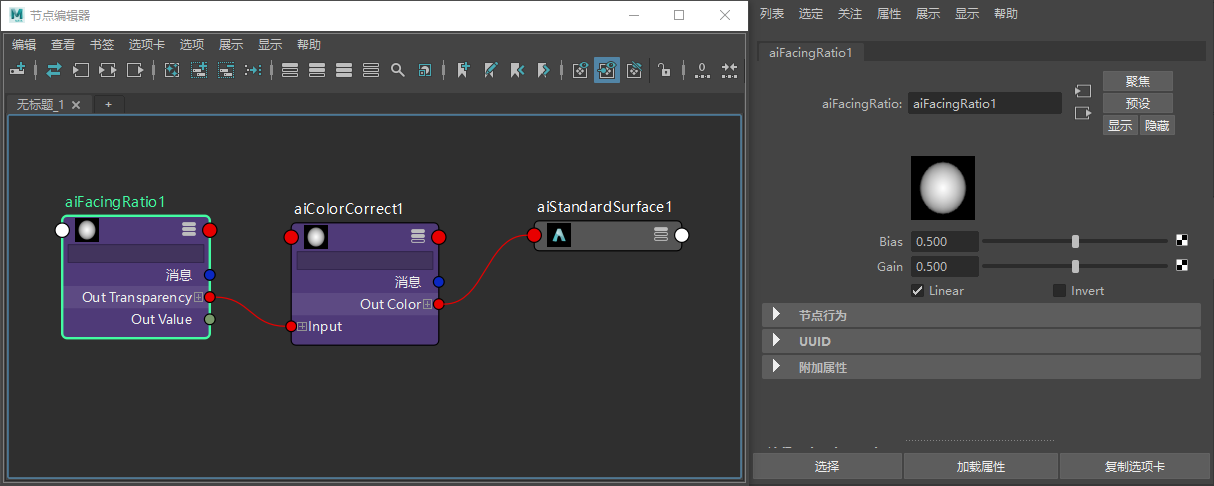 节点编辑器
编辑 查看 书签 选项卡 选项 展示 显示 帮助
0
无标题_1 × +
aiFacingRatio1
消息
Out Transparency
Out Value
aiColorCorrect1
消息
Out Color
Input
aiStandardSurface1
列表 选定 关注 属性 展示 显示 帮助
aiFacingRatio1
aiFacingRatio: aiFacingRatio1
聚焦
预设
显示 隐藏
Bias 0.500
Gain 0.500
Linear Invert
节点行为
UUID
附加属性
选择 加载属性 复制选项卡